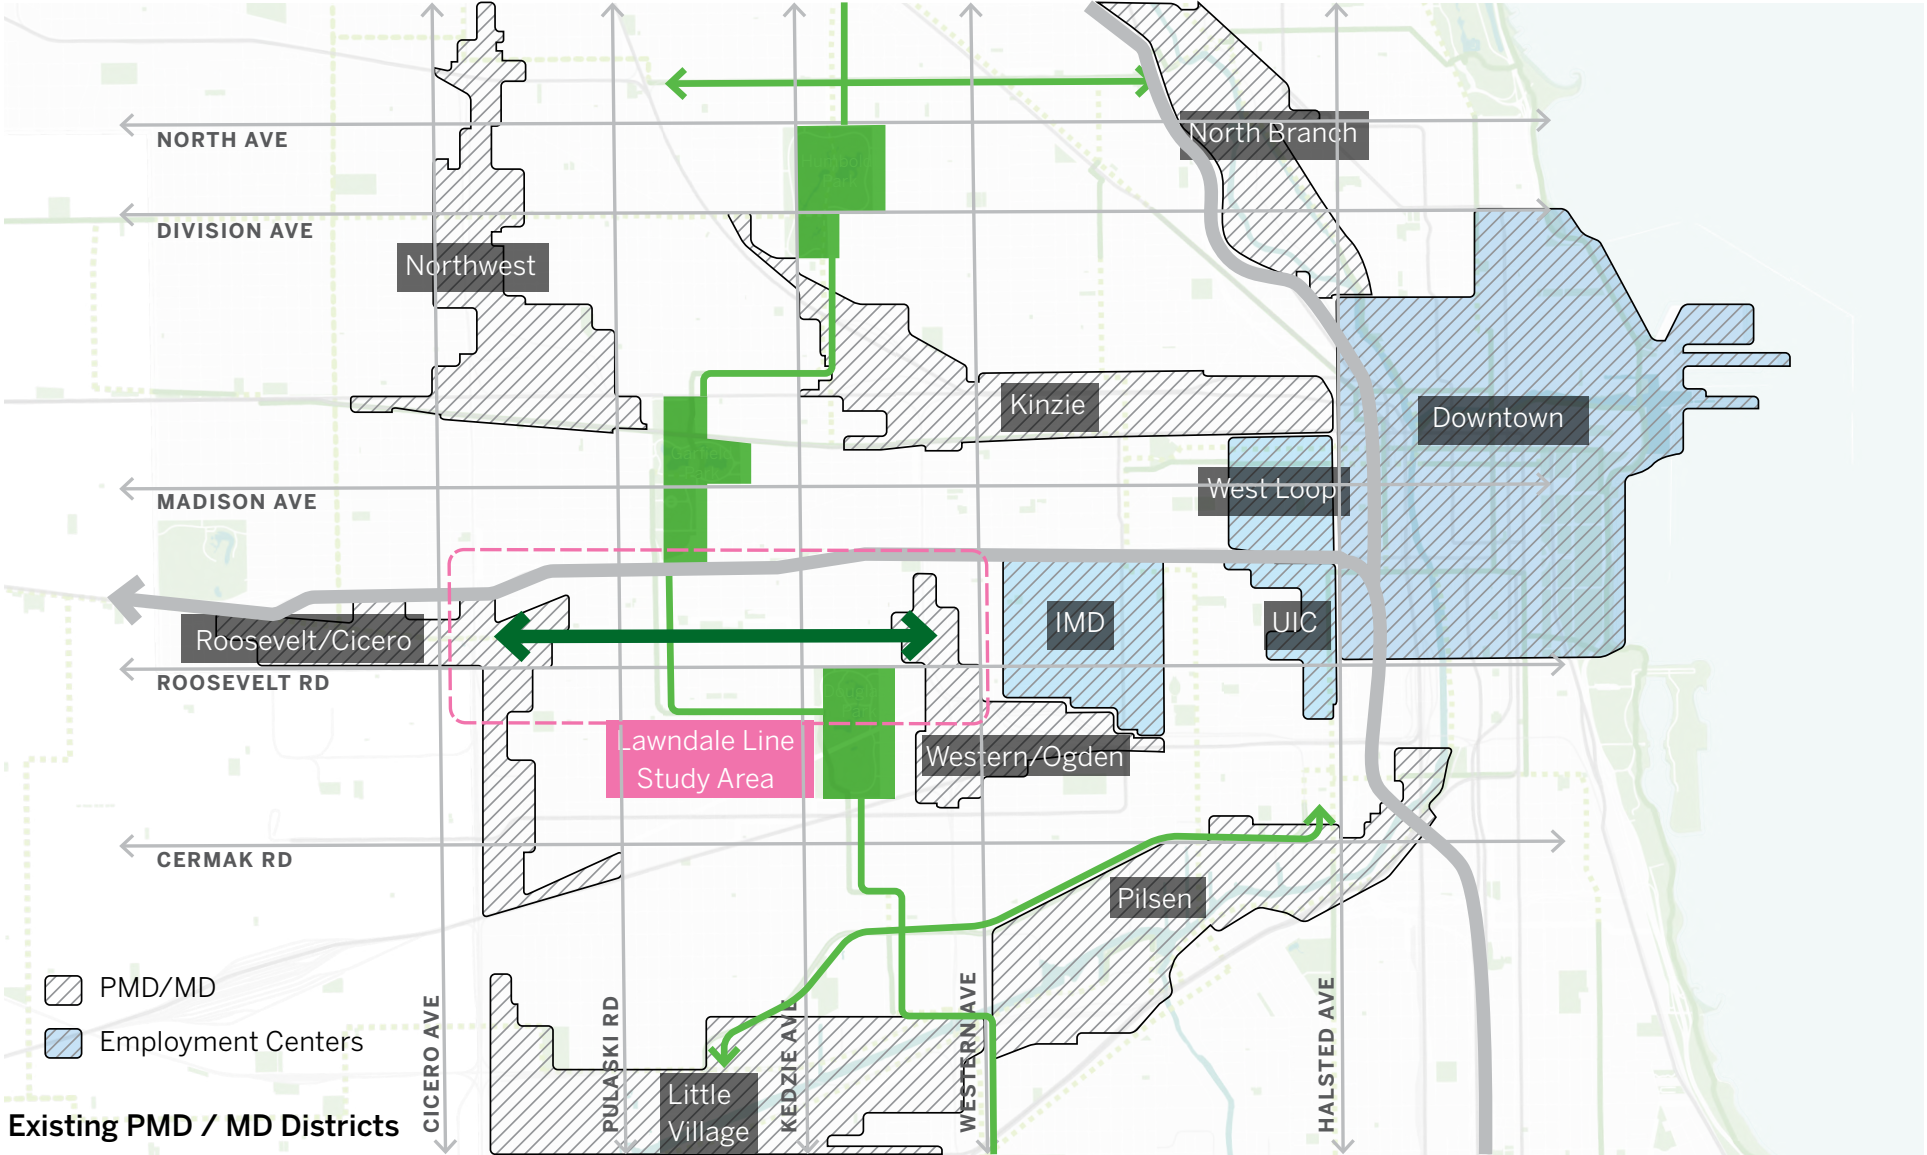 North Branch
NORTH AVE
DIVISION AVE
Northwest
Kinzie
Downtown
West Loop
MADISON AVE
IMD
UIC
Roosevelt/Cicero
ROOSEVELT RD
Lawndale Line
Study Area
Western/Ogden
CERMAK RD
Pilsen
PMD/MD
Employment Centers
CICERO AVE
PULASKI RD
KEDZIE AVE
WESTERN AVE
HALSTED AVE
Little
Village
Existing PMD / MD Districts